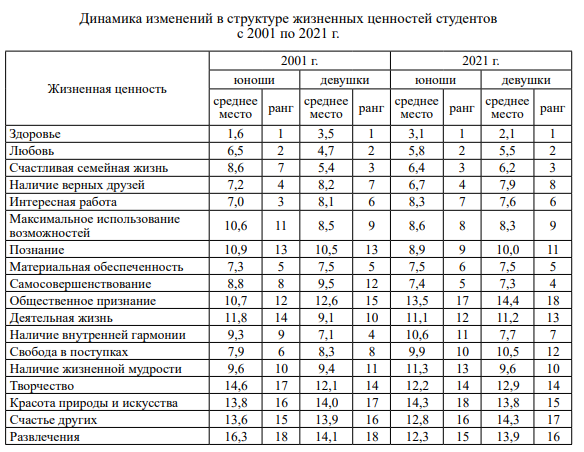 Динамика изменений в структуре жизненных ценностей студентов
с 2001 по 2021 г.
Жизненная ценность 2001 г. 2021 г.
юноши девушки юноши девушки
среднее место ранг среднее место ранг среднее место ранг среднее место ранг
Здоровье 1,6 1 3,5 1 3,1 1 2,1 1
Любовь 6,5 2 4,7 2 5,8 2 5,5 2
Счастливая семейная жизнь 8,6 7 5,4 3 6,4 3 6,2 3
Наличие верных друзей 7,2 4 8,2 7 6,7 4 7,9 8
Интересная работа 7,0 3 8,1 6 8,3 7 7,6 6
Максимальное использование
возможностей 10,6 11 8,5 9 8,6 8 8,3 9
Познание 10,9 13 10,5 13 8,9 9 10,0 11
Материальная обеспеченность 7,3 5 7,5 5 7,5 6 7,5 5
Самосовершенствование 8,8 8 9,5 12 7,4 5 7,3 4
Общественное признание 10,7 12 12,6 15 13,5 17 14,4 18
Деятельная жизнь 11,8 14 9,1 10 11,1 12 11,2 13
Наличие внутренней гармонии 9,3 9 7,1 4 10,6 11 7,7 7
Свобода в поступках 7,9 6 8,3 8 9,9 10 10,5 12
Наличие жизненной мудрости 9,6 10 9,4 11 11,3 13 9,6 10
Творчество 14,6 17 12,1 14 12,2 14 12,9 14
Красота природы и искусства 13,8 16 14,0 17 14,3 18 13,8 15
Счастье других 13,6 15 13,9 16 12,8 16 14,3 17
Развлечения 16,3 18 14,1 18 12,3 15 13,9 16